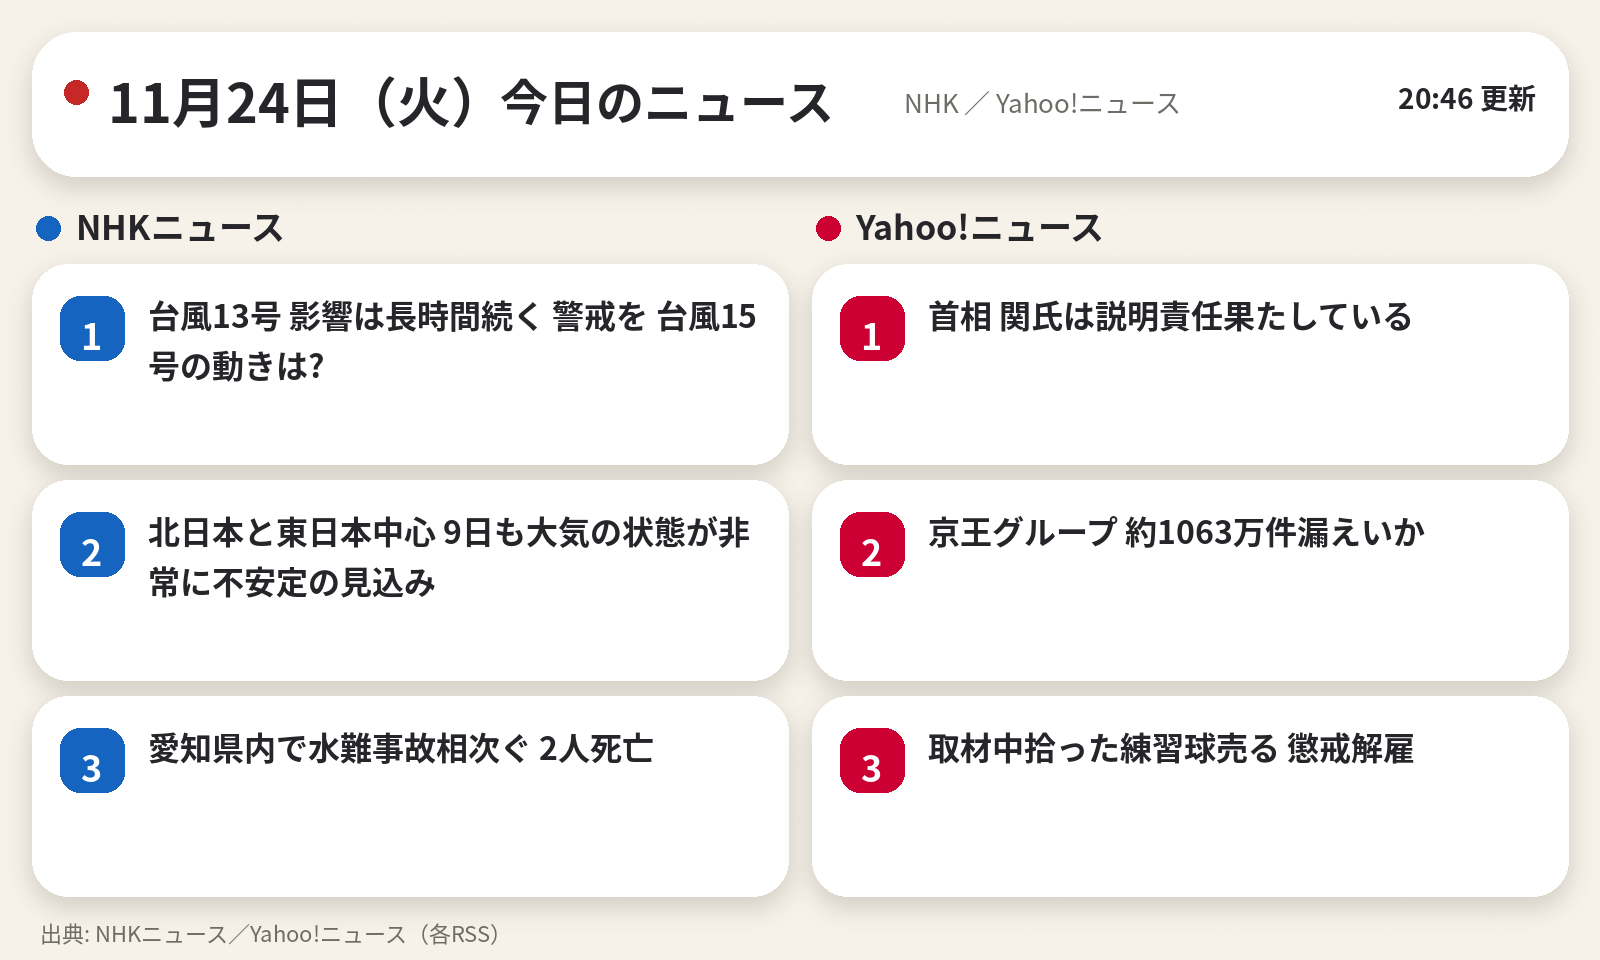 11月24日（火）今日のニュース
NHK ／ Yahoo!ニュース
20:46 更新
NHKニュース
1
台風13号 影響は長時間続く 警戒を 台風15
号の動きは?
2
北日本と東日本中心 9日も大気の状態が非
常に不安定の見込み
3
愛知県内で水難事故相次ぐ 2人死亡
Yahoo!ニュース
1
首相 関氏は説明責任果たしている
2
京王グループ 約1063万件漏えいか
3
取材中拾った練習球売る 懲戒解雇
出典: NHKニュース／Yahoo!ニュース（各RSS）